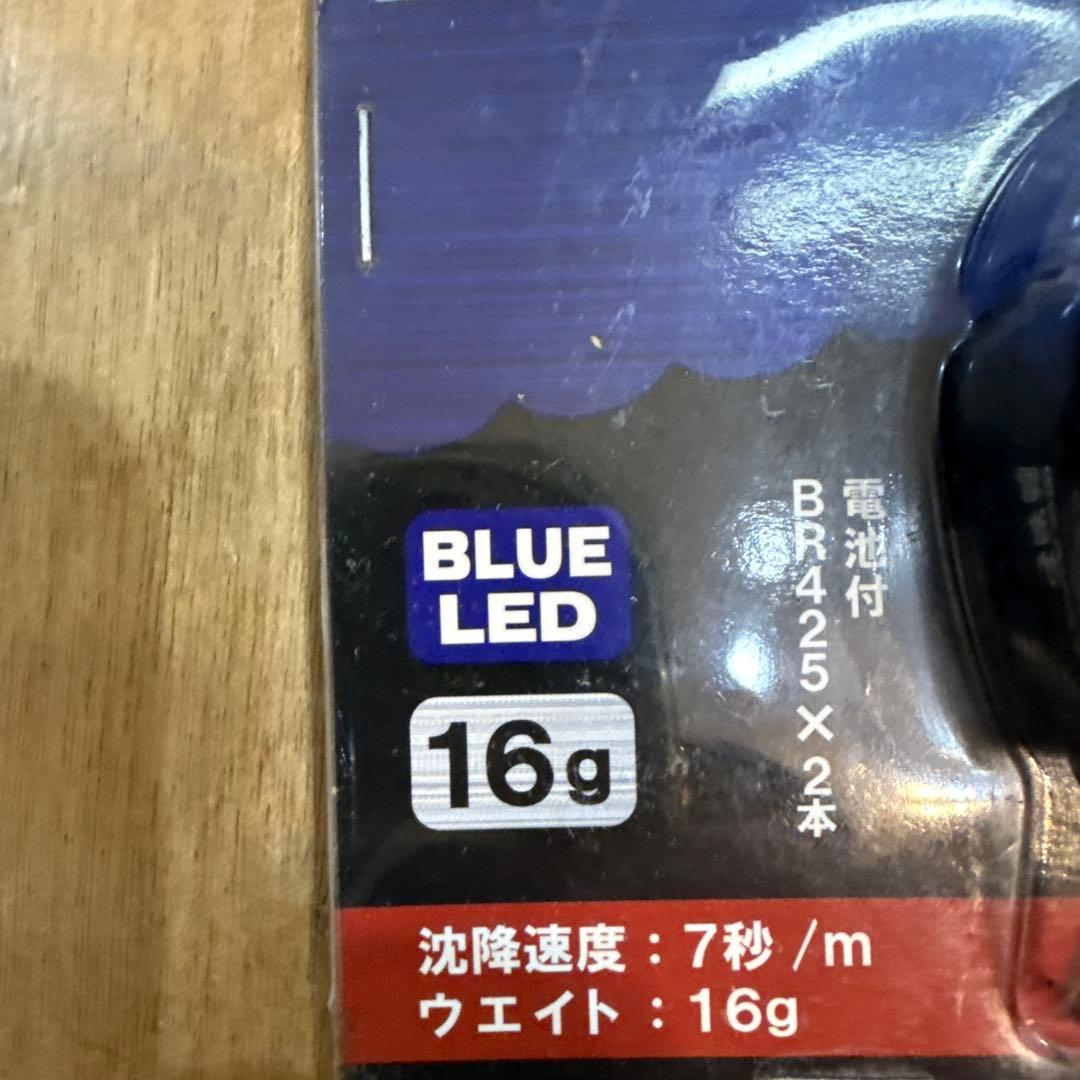 電池付
BR425×2本
BLUE
LED
16g
沈降速度：7秒/m
ウエイト：16g